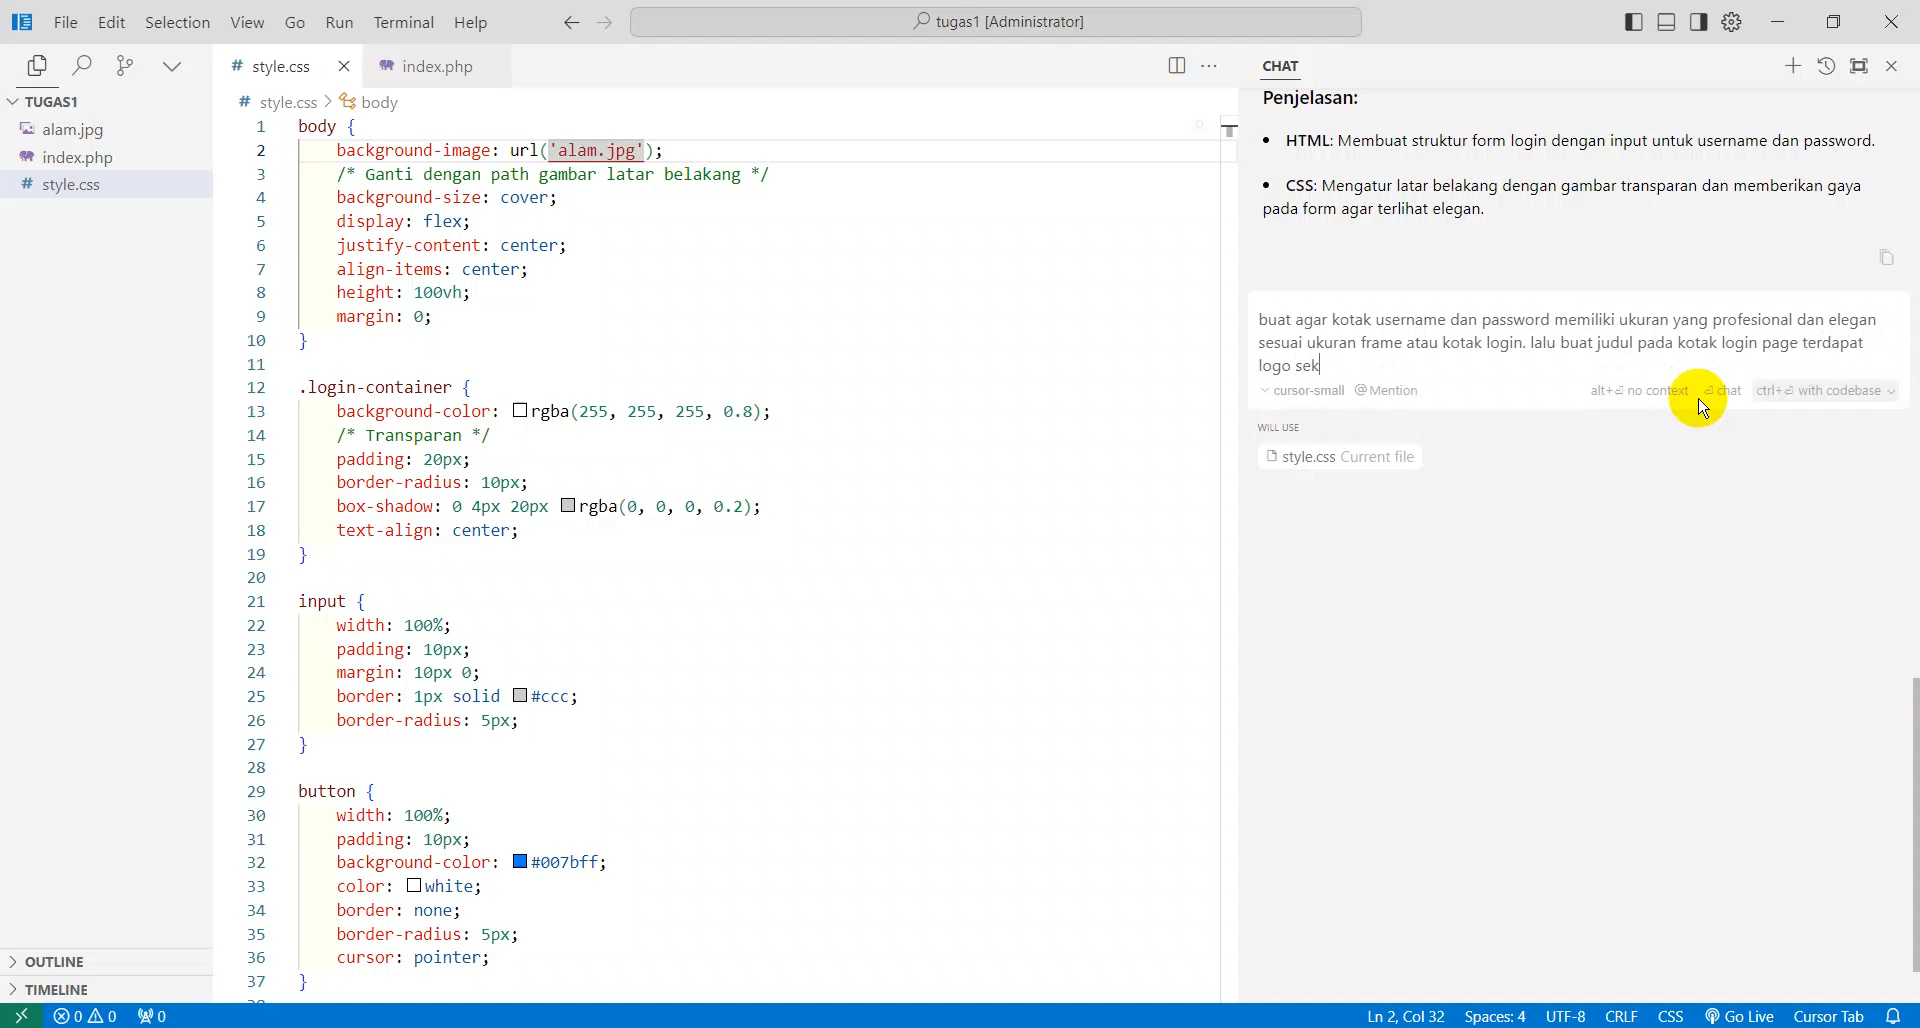 File Edit Selection View Go Run Terminal Help
tugas1 [Administrator]
TUGAS1
alam.jpg
index.php
style.css
OUTLINE
TIMELINE
# style.css
index.php
# style.css > body
1 body {
2 background-image: url('alam.jpg');
3 /* Ganti dengan path gambar latar belakang */
4 background-size: cover;
5 display: flex;
6 justify-content: center;
7 align-items: center;
8 height: 100vh;
9 margin: 0;
10 }
11
12 .login-container {
13 background-color: rgba(255, 255, 255, 0.8);
14 /* Transparan */
15 padding: 20px;
16 border-radius: 10px;
17 box-shadow: 0 4px 20px rgba(0, 0, 0, 0.2);
18 text-align: center;
19 }
20
21 input {
22 width: 100%;
23 padding: 10px;
24 margin: 10px 0;
25 border: 1px solid #ccc;
26 border-radius: 5px;
27 }
28
29 button {
30 width: 100%;
31 padding: 10px;
32 background-color: #007bff;
33 color: white;
34 border: none;
35 border-radius: 5px;
36 cursor: pointer;
37 }
CHAT
Penjelasan:
• HTML: Membuat struktur form login dengan input untuk username dan password.
• CSS: Mengatur latar belakang dengan gambar transparan dan memberikan gaya
pada form agar terlihat elegan.
buat agar kotak username dan password memiliki ukuran yang profesional dan elegan
sesuai ukuran frame atau kotak login. lalu buat judul pada kotak login page terdapat
logo sek
cursor-small @ Mention alt+⏎ no context ⏎ chat ctrl+⏎ with codebase
WILL USE
style.css Current file
0 0 0 Ln 2, Col 32 Spaces: 4 UTF-8 CRLF CSS Go Live Cursor Tab